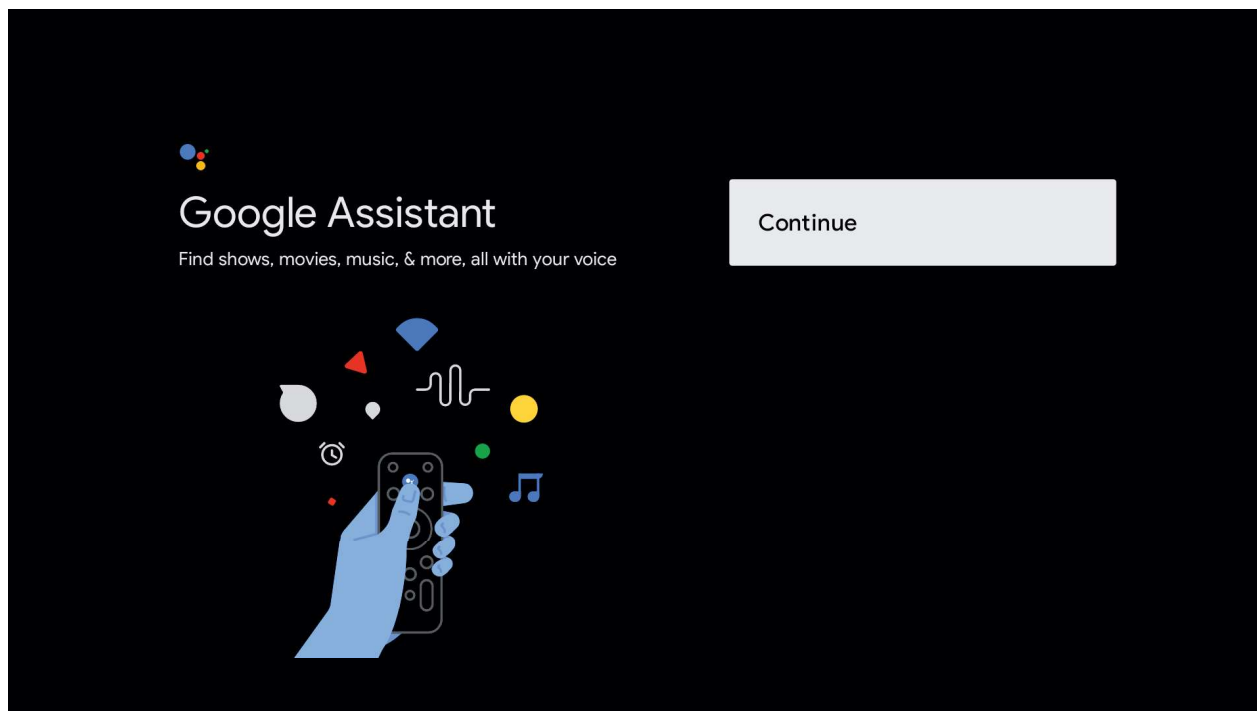 Google Assistant
Find shows, movies, music, & more, all with your voice
Continue